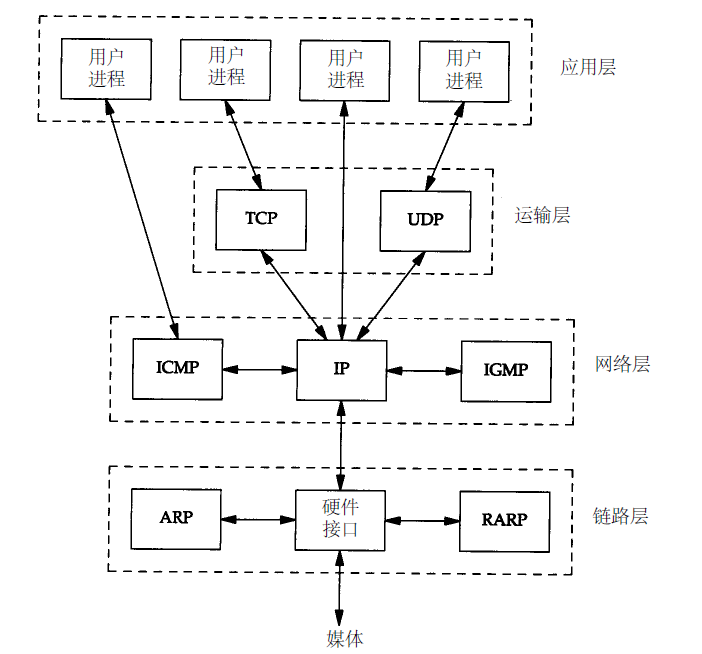 用户
进程
用户
进程
用户
进程
用户
进程
应用层
TCP
UDP
运输层
ICMP
IP
IGMP
网络层
ARP
硬件
接口
RARP
链路层
媒体